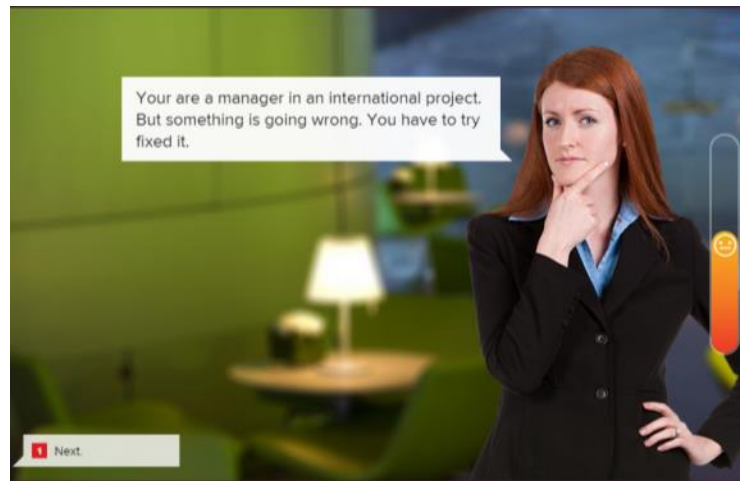 Your are a manager in an international project.
But something is going wrong. You have to try
fixed it.
1 Next.